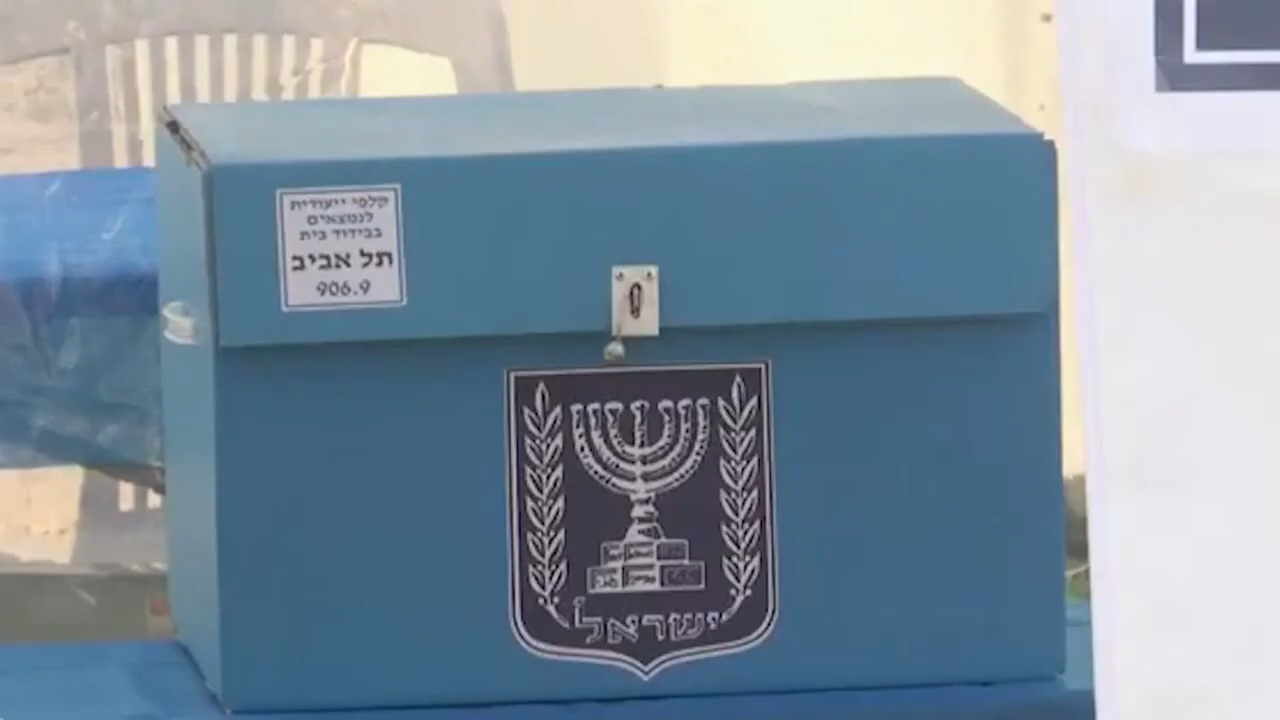 קלפי ייעודית
לנמצאים
בבידוד בית
תל אביב
906.9
ישראל